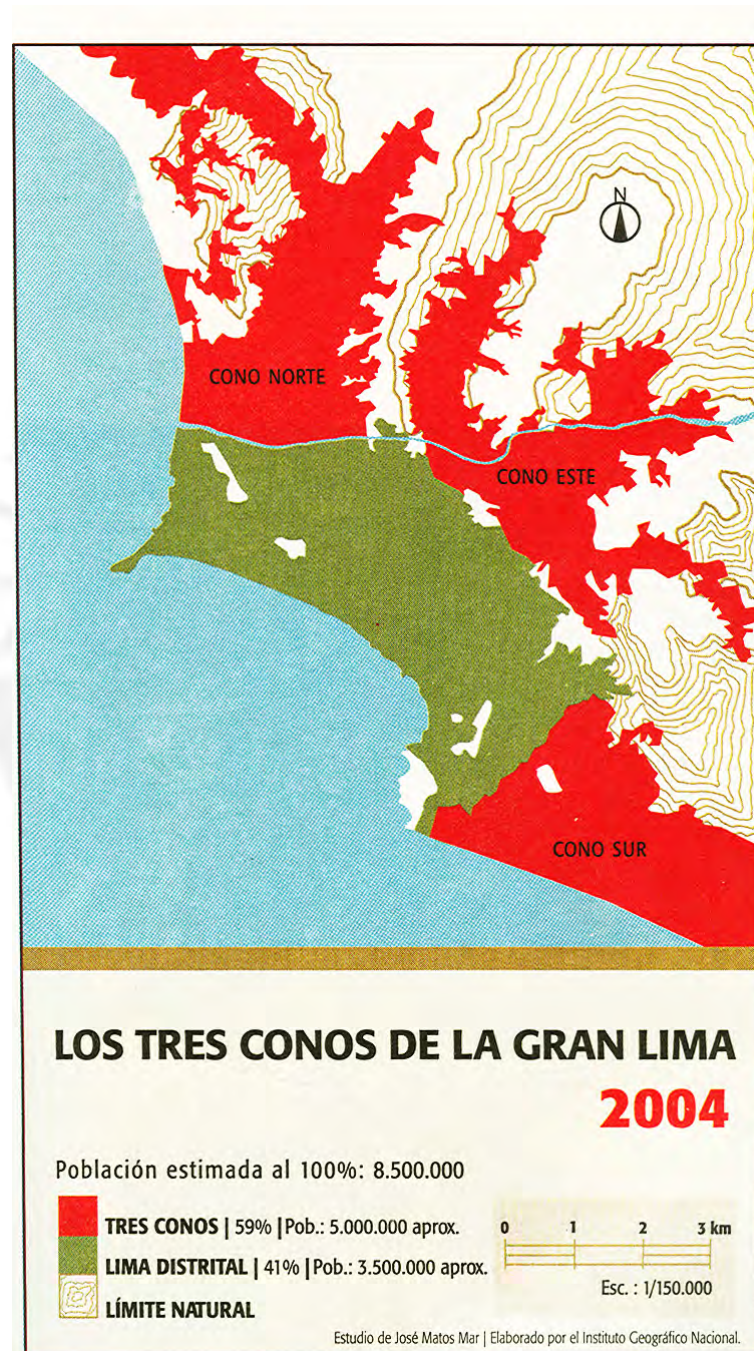 N
CONO NORTE
CONO ESTE
CONO SUR
LOS TRES CONOS DE LA GRAN LIMA
2004
Población estimada al 100%: 8.500.000
TRES CONOS | 59% | Pob.: 5.000.000 aprox.
LIMA DISTRITAL | 41% | Pob.: 3.500.000 aprox.
LÍMITE NATURAL
0 1 2 3 km
Esc. : 1/150.000
Estudio de José Matos Mar | Elaborado por el Instituto Geográfico Nacional.